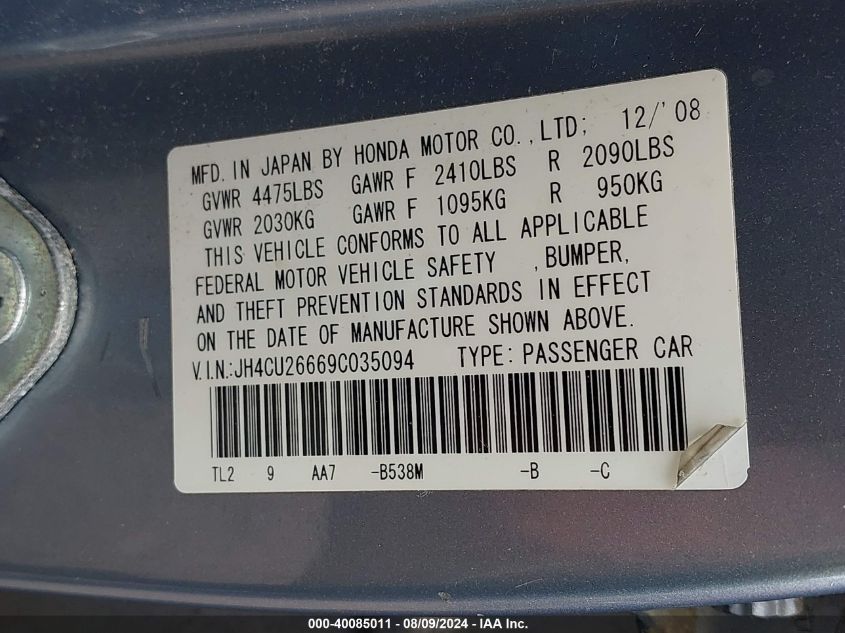 MFD. IN JAPAN BY HONDA MOTOR CO.,LTD; 12/'08
GVWR 4475LBS GAWR F 2410LBS R 2090LBS
GVWR 2030KG GAWR F 1095KG R 950KG
THIS VEHICLE CONFORMS TO ALL APPLICABLE
FEDERAL MOTOR VEHICLE SAFETY ,BUMPER,
AND THEFT PREVENTION STANDARDS IN EFFECT
ON THE DATE OF MANUFACTURE SHOWN ABOVE.
V.I.N.:JH4CU26669C035094 TYPE: PASSENGER CAR
TL2 9 AA7 -B538M -B -C
000-40085011 - 08/09/2024 - IAAI Inc.